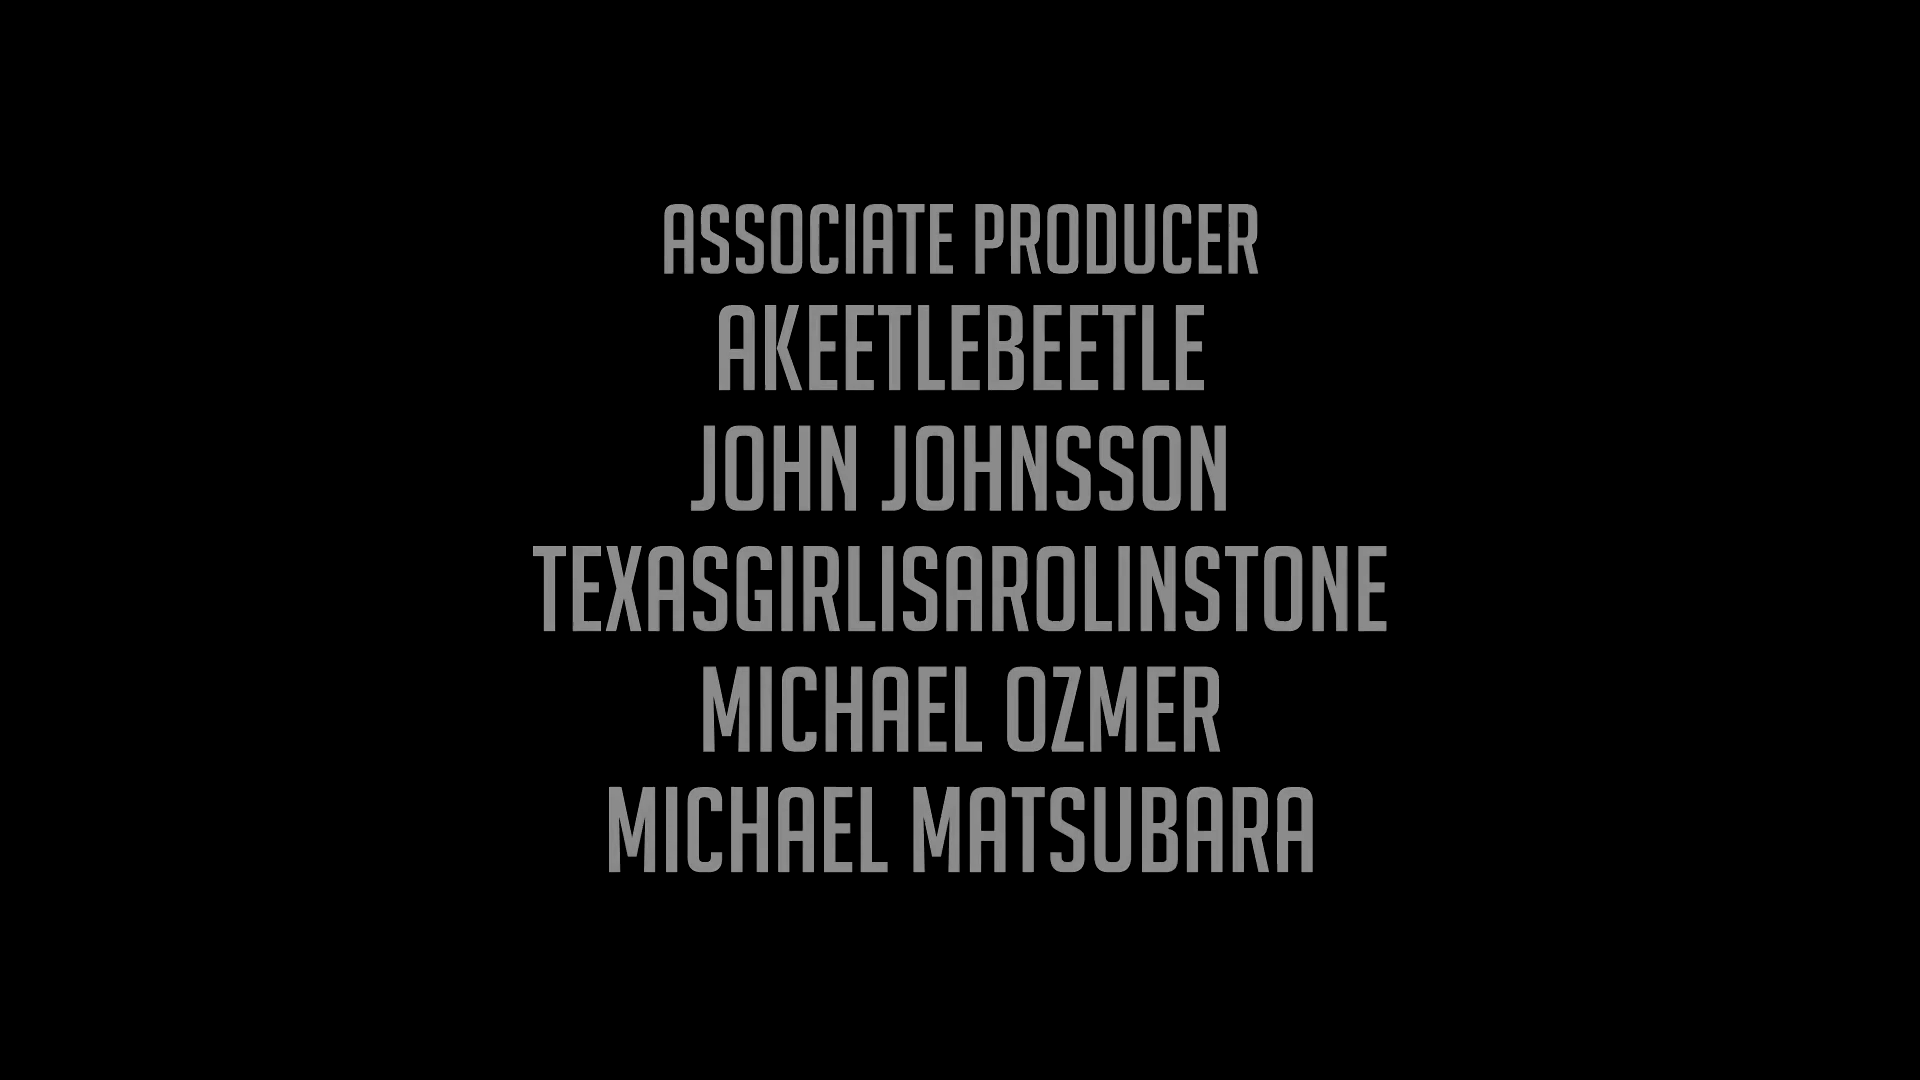 ASSOCIATE PRODUCER
AKEETLEBEETLE
JOHN JOHNSSON
TEXASGIRLISAROLINSTONE
MICHAEL OZMER
MICHAEL MATSUBARA